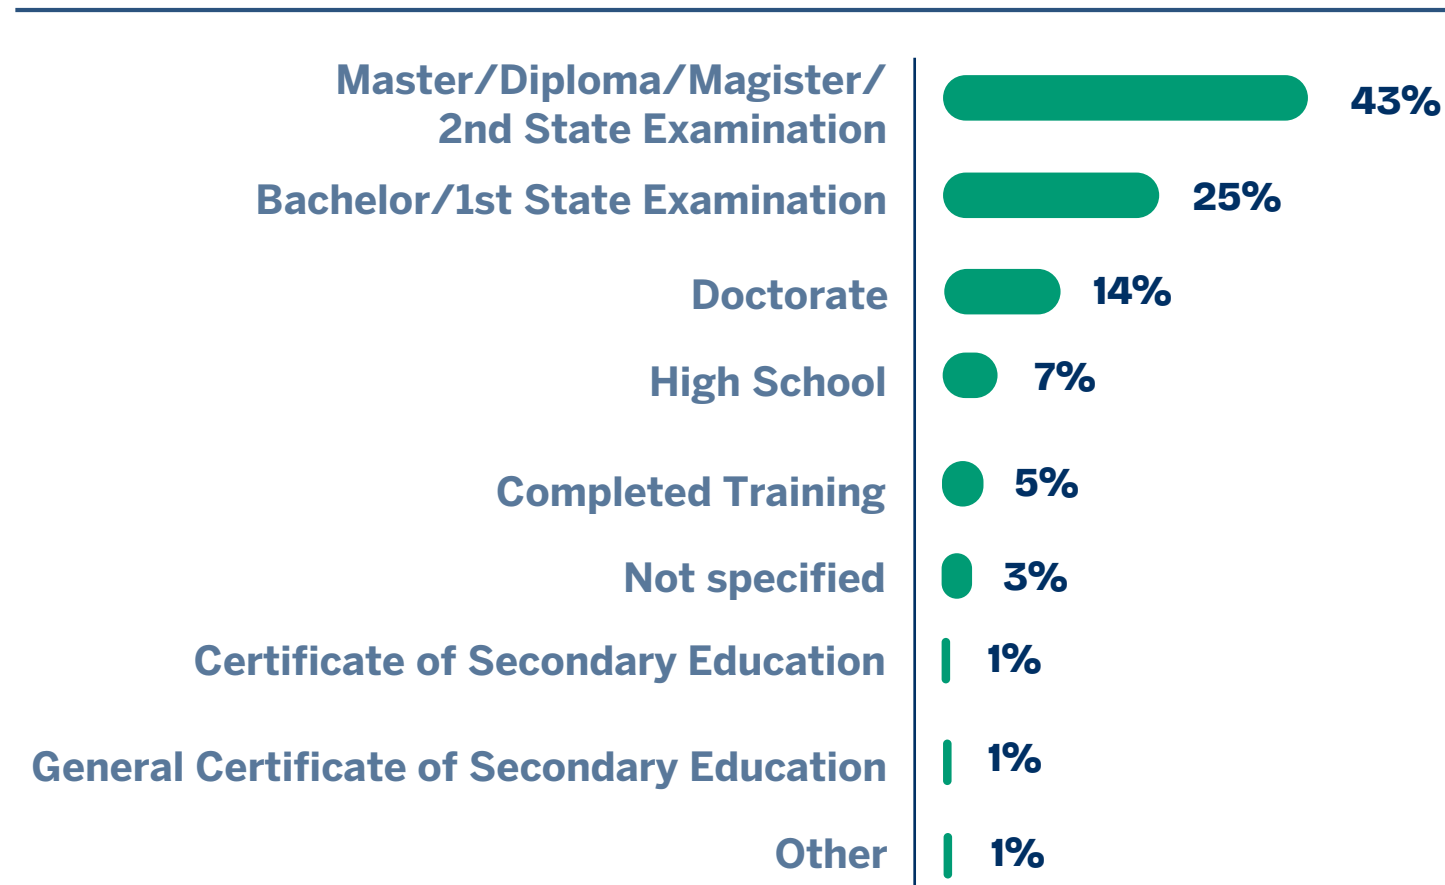 Master/Diploma/Magister/
2nd State Examination
43%
Bachelor/1st State Examination
25%
Doctorate
14%
High School
7%
Completed Training
5%
Not specified
3%
Certificate of Secondary Education
1%
General Certificate of Secondary Education
1%
Other
1%